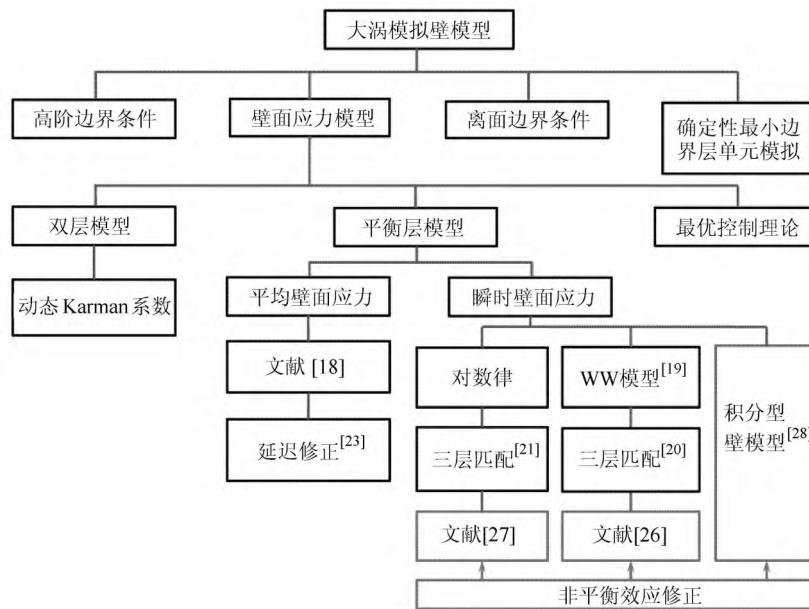 大涡模拟壁模型
高阶边界条件
壁面应力模型
离面边界条件
确定性最小边
界层单元模拟
双层模型
平衡层模型
最优控制理论
动态Karman系数
平均壁面应力
瞬时壁面应力
文献[18]
对数律
WW模型[19]
积分型
壁模型[28]
延迟修正[23]
三层匹配[21]
三层匹配[20]
文献[27]
文献[26]
非平衡效应修正